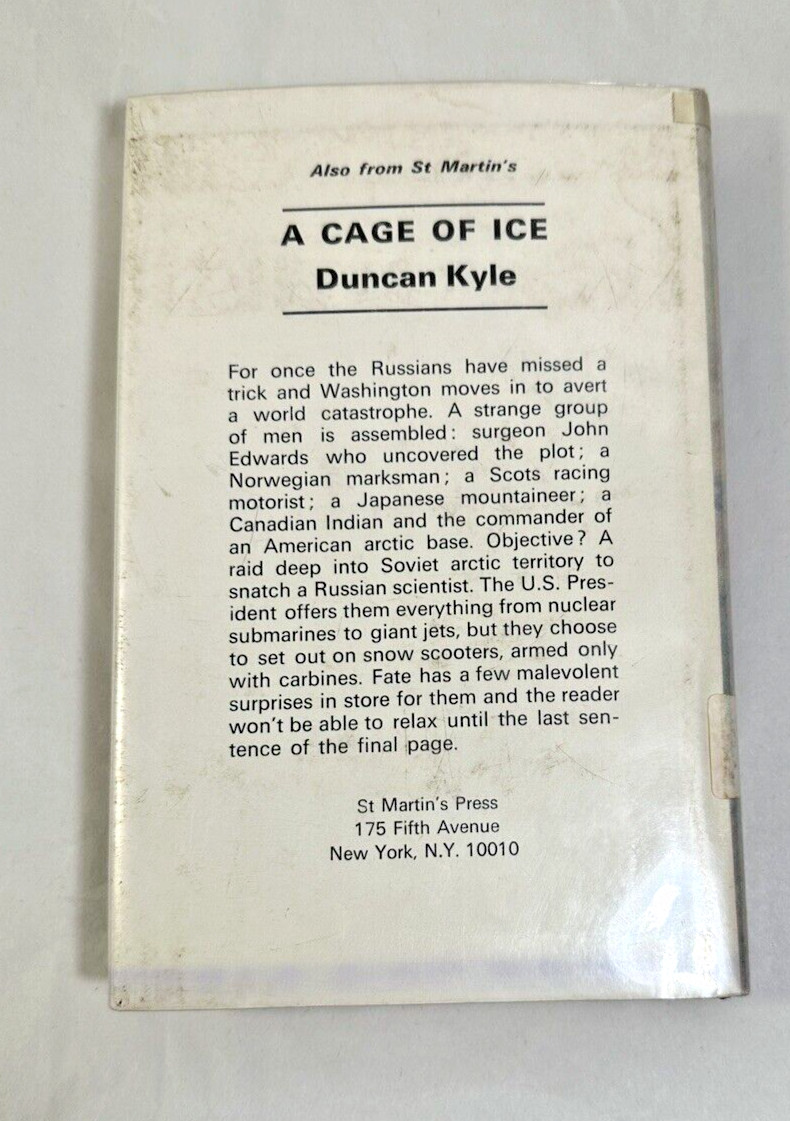 Also from St Martin's
A CAGE OF ICE
Duncan Kyle
For once the Russians have missed a
trick and Washington moves in to avert
a world catastrophe. A strange group
of men is assembled: surgeon John
Edwards who uncovered the plot; a
Norwegian marksman; a Scots racing
motorist; a Japanese mountaineer; a
Canadian Indian and the commander of
an American arctic base. Objective? A
raid deep into Soviet arctic territory to
snatch a Russian scientist. The U.S. Pres-
ident offers them everything from nuclear
submarines to giant jets, but they choose
to set out on snow scooters, armed only
with carbines. Fate has a few malevolent
surprises in store for them and the reader
won't be able to relax until the last sen-
tence of the final page.
St Martin's Press
175 Fifth Avenue
New York, N.Y. 10010